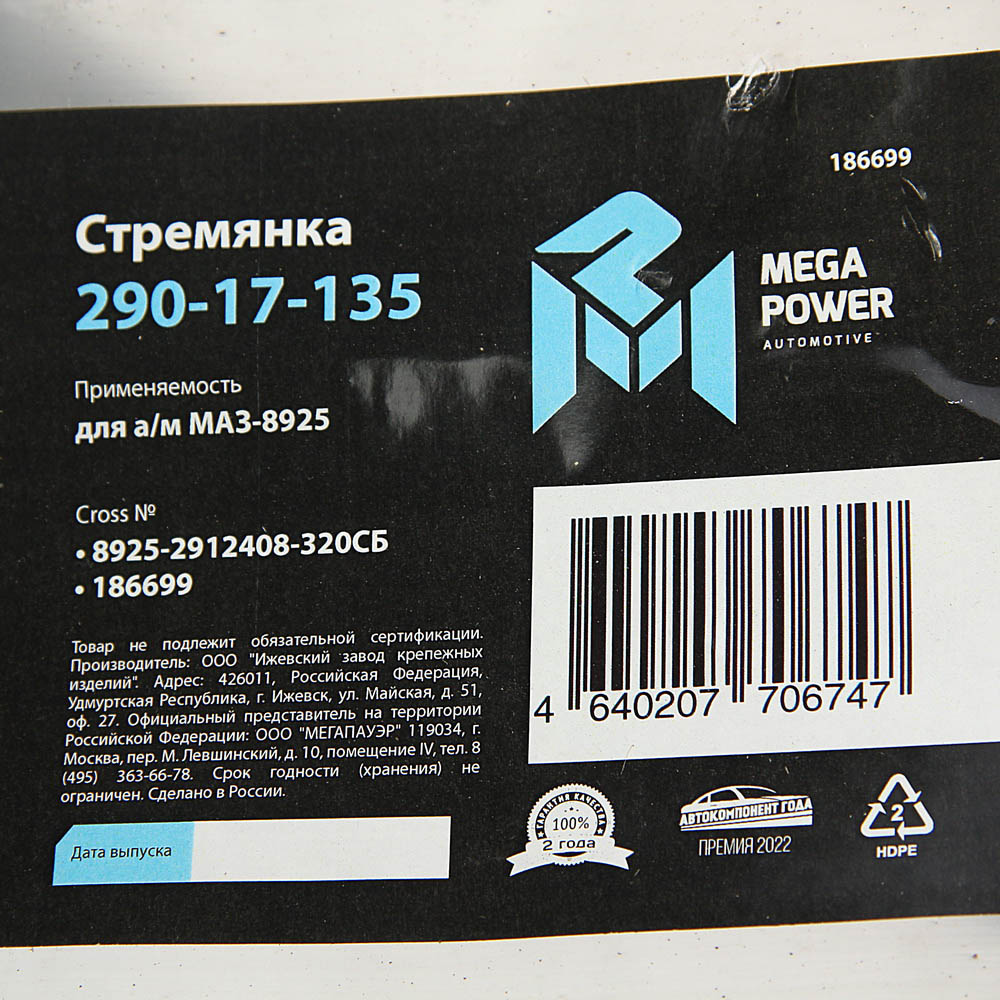 186699
Стремянка
290-17-135
MEGA
POWER
AUTOMOTIVE
Применяемость
для а/м МАЗ-8925
Cross №
• 8925-2912408-320СБ
• 186699
Товар не подлежит обязательной сертификации.
Производитель: ООО "Ижевский завод крепежных
изделий". Адрес: 426011, Российская Федерация,
Удмуртская Республика, г. Ижевск, ул. Майская, д. 51,
оф. 27. Официальный представитель на территории
Российской Федерации: ООО "МЕГАПАУЭР" 119034, г.
Москва, пер. М. Левшинский, д. 10, помещение IV, тел. 8
(495) 363-66-78. Срок годности (хранения) не
ограничен. Сделано в России.
Дата выпуска
4 640207 706747
ГАРАНТИЯ КАЧЕСТВА
100%
2 года
АВТОКОМПОНЕНТ ГОДА
ПРЕМИЯ 2022
2
HDPE